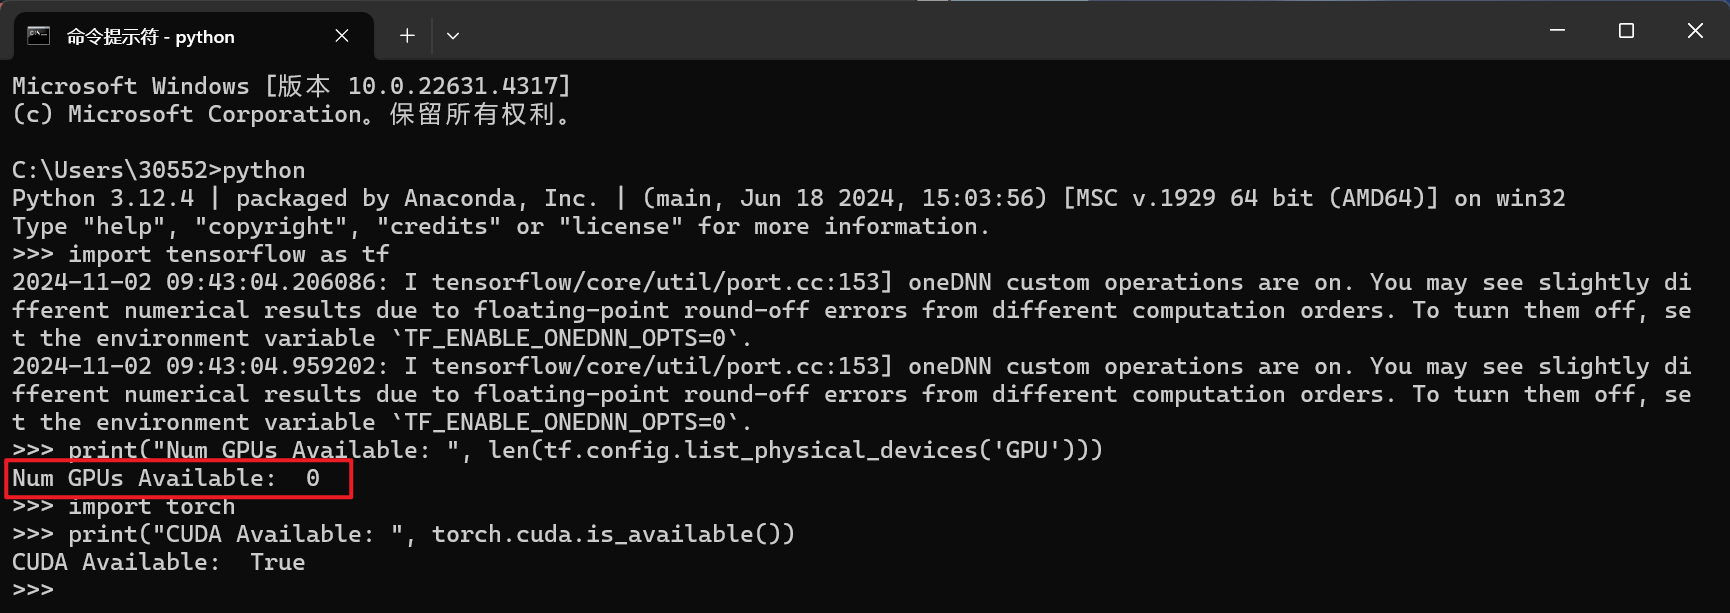 命令提示符 - python
Microsoft Windows [版本 10.0.22631.4317]
(c) Microsoft Corporation。保留所有权利。
C:\Users\30552>python
Python 3.12.4 | packaged by Anaconda, Inc. | (main, Jun 18 2024, 15:03:56) [MSC v.1929 64 bit (AMD64)] on win32
Type "help", "copyright", "credits" or "license" for more information.
>>> import tensorflow as tf
2024-11-02 09:43:04.206086: I tensorflow/core/util/port.cc:153] oneDNN custom operations are on. You may see slightly di
fferent numerical results due to floating-point round-off errors from different computation orders. To turn them off, se
t the environment variable `TF_ENABLE_ONEDNN_OPTS=0`.
2024-11-02 09:43:04.959202: I tensorflow/core/util/port.cc:153] oneDNN custom operations are on. You may see slightly di
fferent numerical results due to floating-point round-off errors from different computation orders. To turn them off, se
t the environment variable `TF_ENABLE_ONEDNN_OPTS=0`.
>>> print("Num GPUs Available: ", len(tf.config.list_physical_devices('GPU')))
Num GPUs Available:  0
>>> import torch
>>> print("CUDA Available: ", torch.cuda.is_available())
CUDA Available:  True
>>>